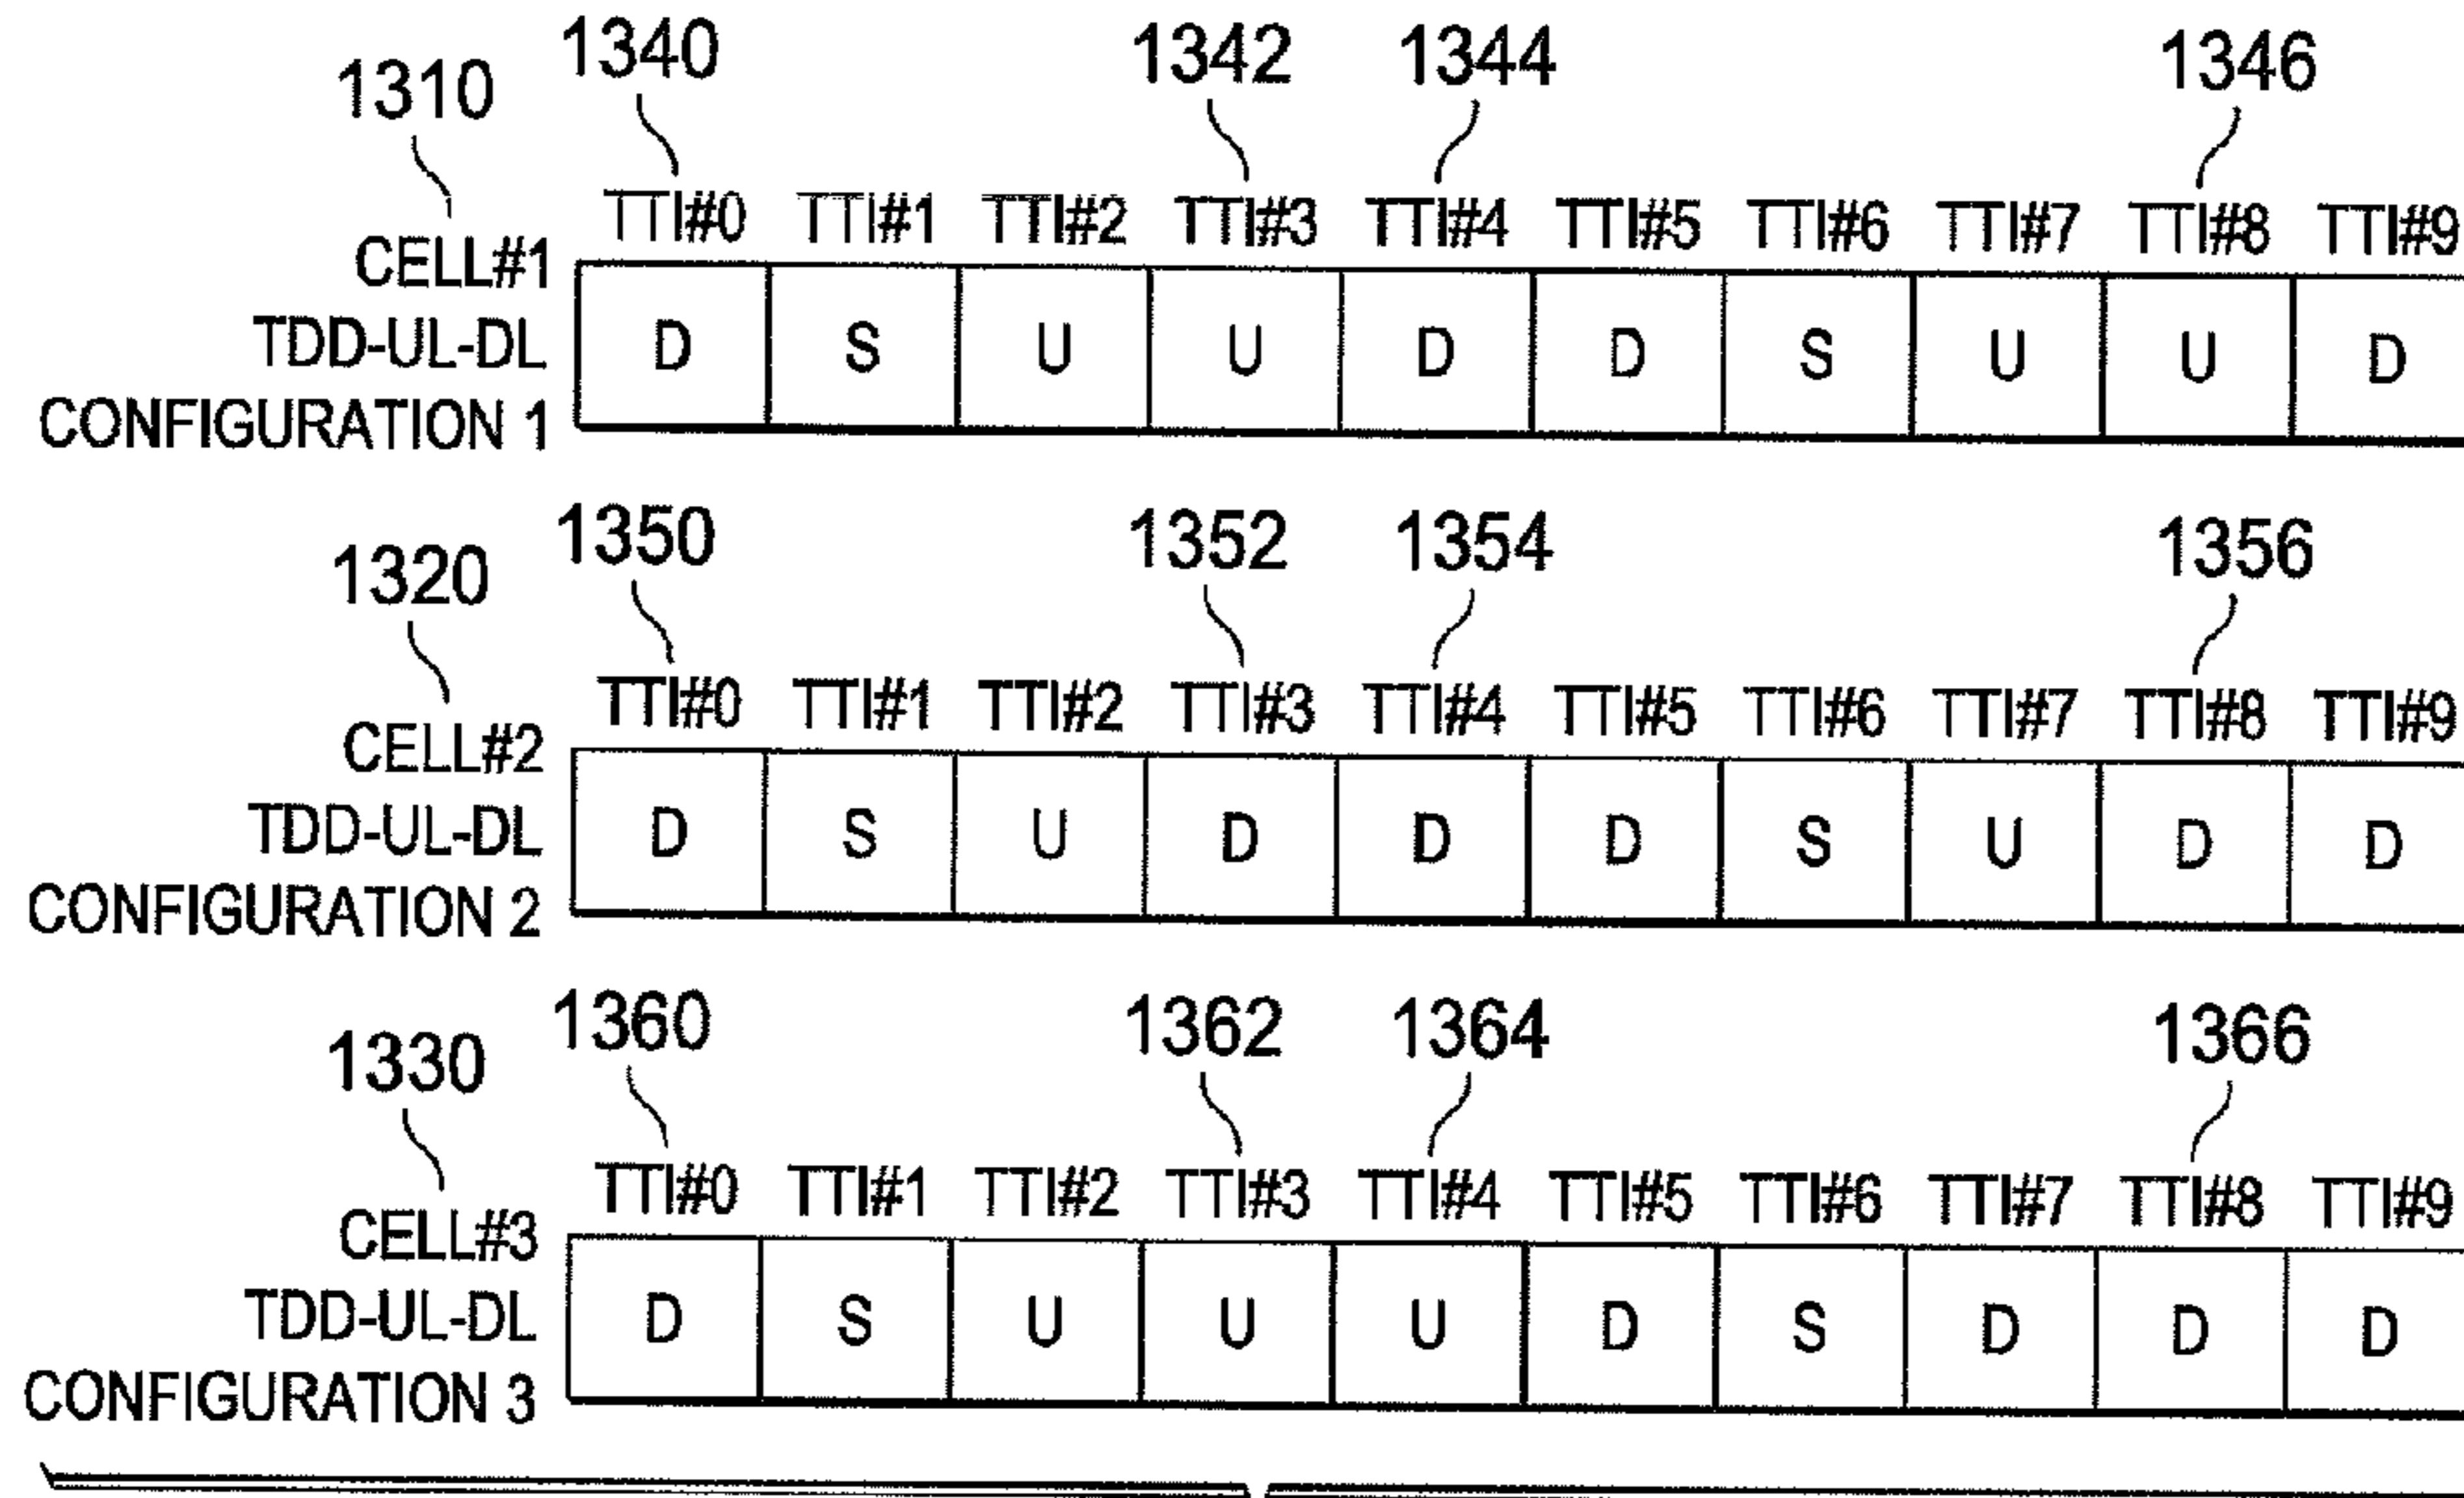 1340 1342 1344 1346
1310
TTI#0 TTI#1 TTI#2 TTI#3 TTI#4 TTI#5 TTI#6 TTI#7 TTI#8 TTI#9
CELL#1
TDD-UL-DL
CONFIGURATION 1
D S U U D D S U U D
1350 1352 1354 1356
1320
TTI#0 TTI#1 TTI#2 TTI#3 TTI#4 TTI#5 TTI#6 TTI#7 TTI#8 TTI#9
CELL#2
TDD-UL-DL
CONFIGURATION 2
D S U D D D S U D D
1360 1362 1364 1366
1330
TTI#0 TTI#1 TTI#2 TTI#3 TTI#4 TTI#5 TTI#6 TTI#7 TTI#8 TTI#9
CELL#3
TDD-UL-DL
CONFIGURATION 3
D S U U U D S D D D